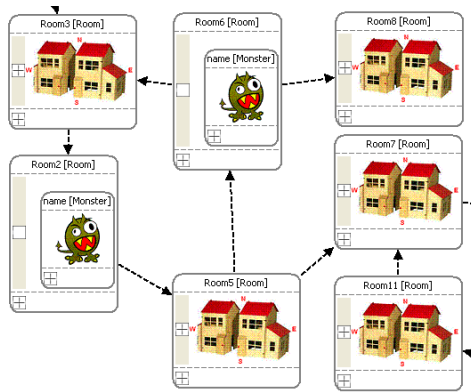 Room3 [Room]
N
W
E
S
Room6 [Room]
name [Monster]
Room8 [Room]
N
W
E
S
Room2 [Room]
name [Monster]
Room7 [Room]
N
W
E
S
Room5 [Room]
N
W
E
S
Room11 [Room]
N
W
E
S